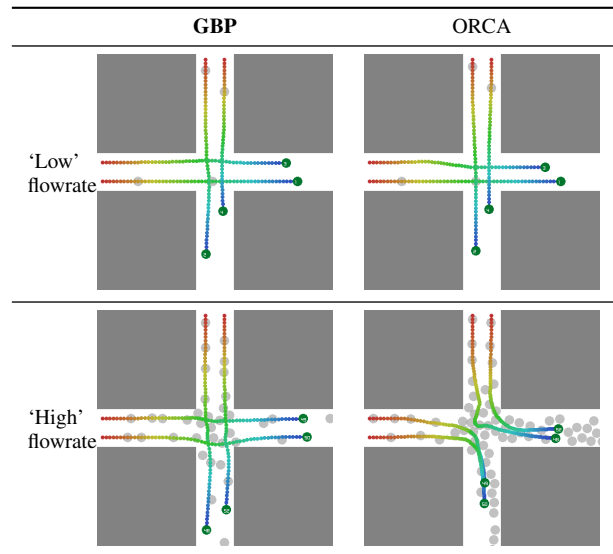 GBP ORCA
‘Low’
flowrate
‘High’
flowrate